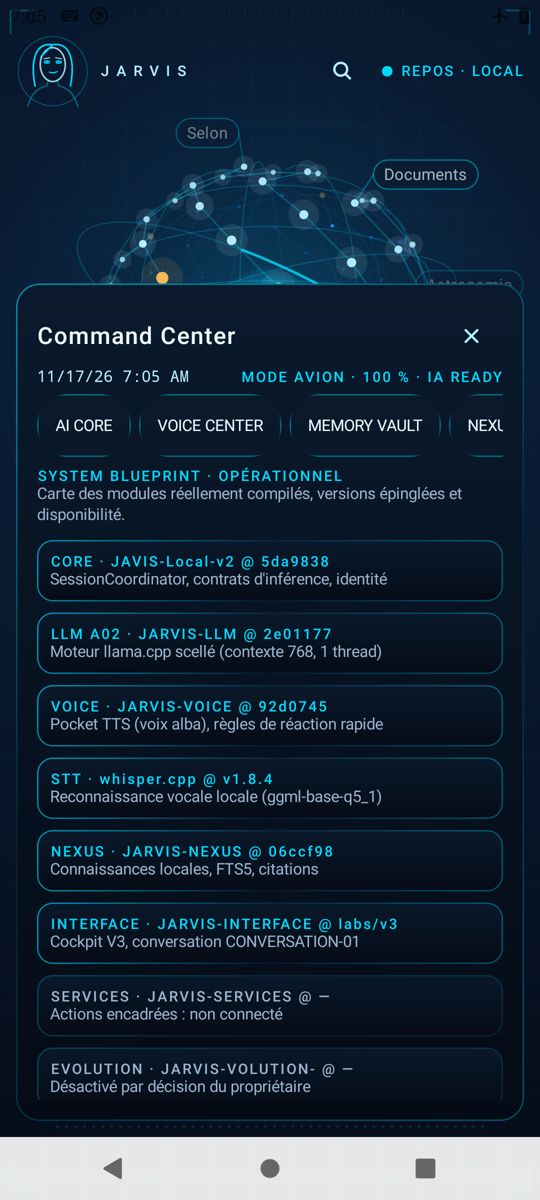 7:05
JARVIS
REPOS · LOCAL
Selon
Documents
Astronomie
Command Center
11/17/26 7:05 AM
MODE AVION · 100 % · IA READY
AI CORE
VOICE CENTER
MEMORY VAULT
NEXU
SYSTEM BLUEPRINT · OPÉRATIONNEL
Carte des modules réellement compilés, versions épinglées et
disponibilité.
CORE · JAVIS-Local-v2 @ 5da9838
SessionCoordinator, contrats d'inférence, identité
LLM A02 · JARVIS-LLM @ 2e01177
Moteur llama.cpp scellé (contexte 768, 1 thread)
VOICE · JARVIS-VOICE @ 92d0745
Pocket TTS (voix alba), règles de réaction rapide
STT · whisper.cpp @ v1.8.4
Reconnaissance vocale locale (ggml-base-q5_1)
NEXUS · JARVIS-NEXUS @ 06ccf98
Connaissances locales, FTS5, citations
INTERFACE · JARVIS-INTERFACE @ labs/v3
Cockpit V3, conversation CONVERSATION-01
SERVICES · JARVIS-SERVICES @ —
Actions encadrées : non connecté
EVOLUTION · JARVIS-VOLUTION- @ —
Désactivé par décision du propriétaire